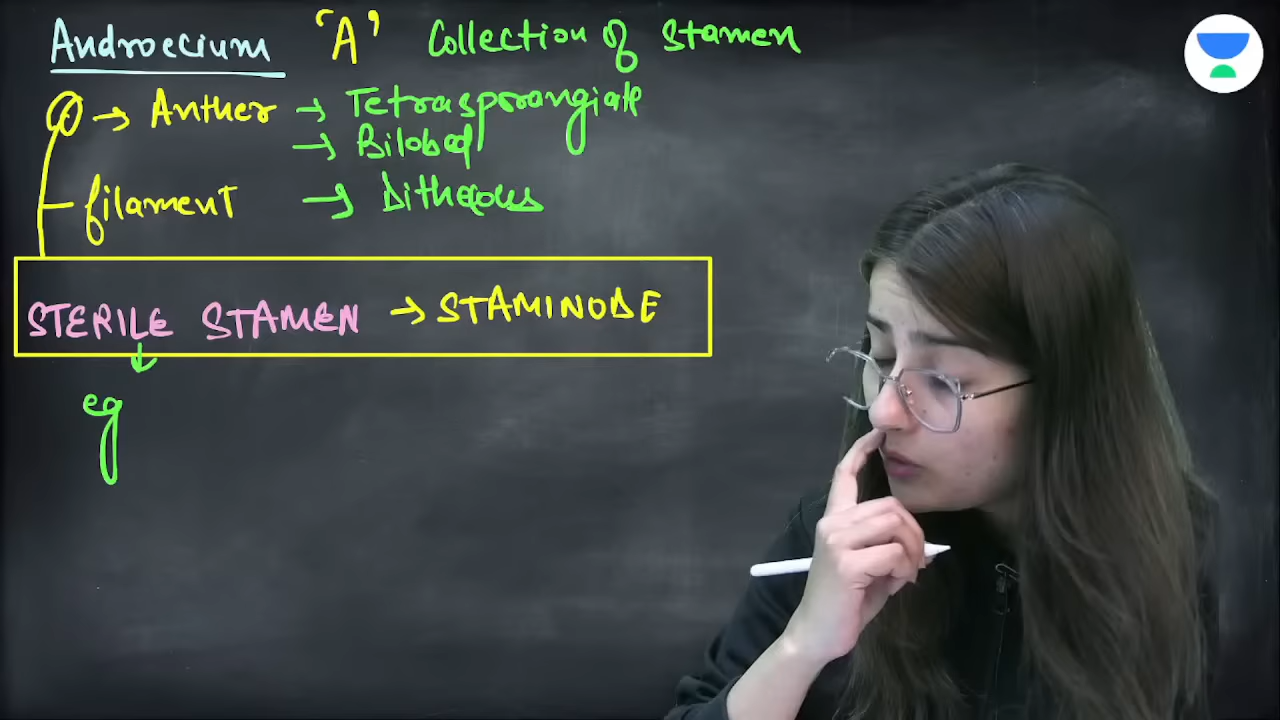 Androecium 'A' Collection of Stamen
→ Anther → Tetrasporangiate
→ Bilobed
filament → Dithecous
STERILE STAMEN → STAMINODE
↓
eg